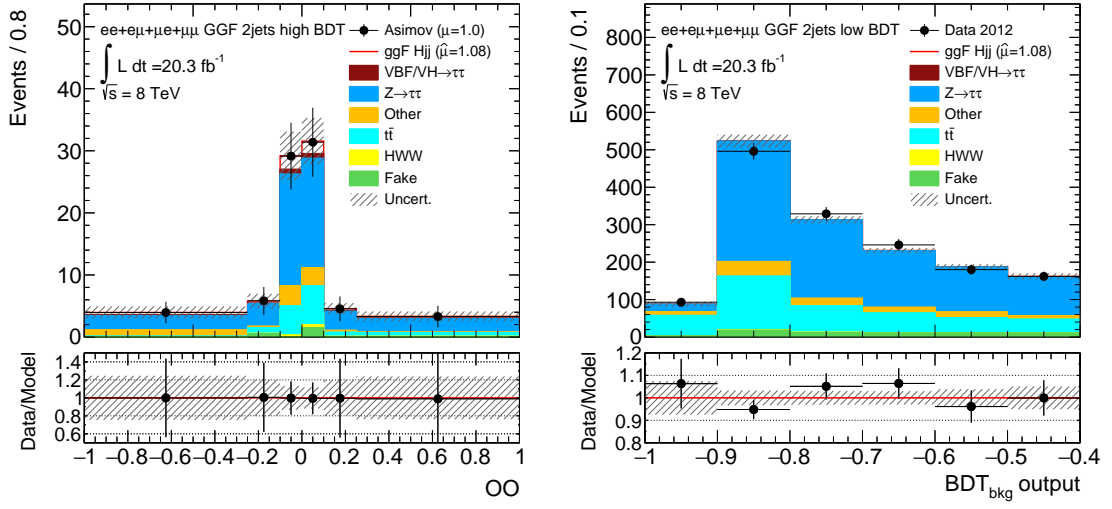 Events / 0.8
50
40
30
20
10
0
ee+eμ+μe+μμ GGF 2jets high BDT
∫ L dt =20.3 fb⁻¹
√s = 8 TeV
Asimov (μ=1.0)
ggF Hjj (μ̂=1.08)
VBF/VH→ττ
Z→ττ
Other
tt̄
HWW
Fake
Uncert.
Data/Model
1.4
1.2
1
0.8
0.6
−1 −0.8 −0.6 −0.4 −0.2 0 0.2 0.4 0.6 0.8 1
OO
Events / 0.1
800
700
600
500
400
300
200
100
0
ee+eμ+μe+μμ GGF 2jets low BDT
∫ L dt =20.3 fb⁻¹
√s = 8 TeV
Data 2012
ggF Hjj (μ̂=1.08)
VBF/VH→ττ
Z→ττ
Other
tt̄
HWW
Fake
Uncert.
Data/Model
1.2
1.1
1
0.9
0.8
−1 −0.9 −0.8 −0.7 −0.6 −0.5 −0.4
BDT_bkg output